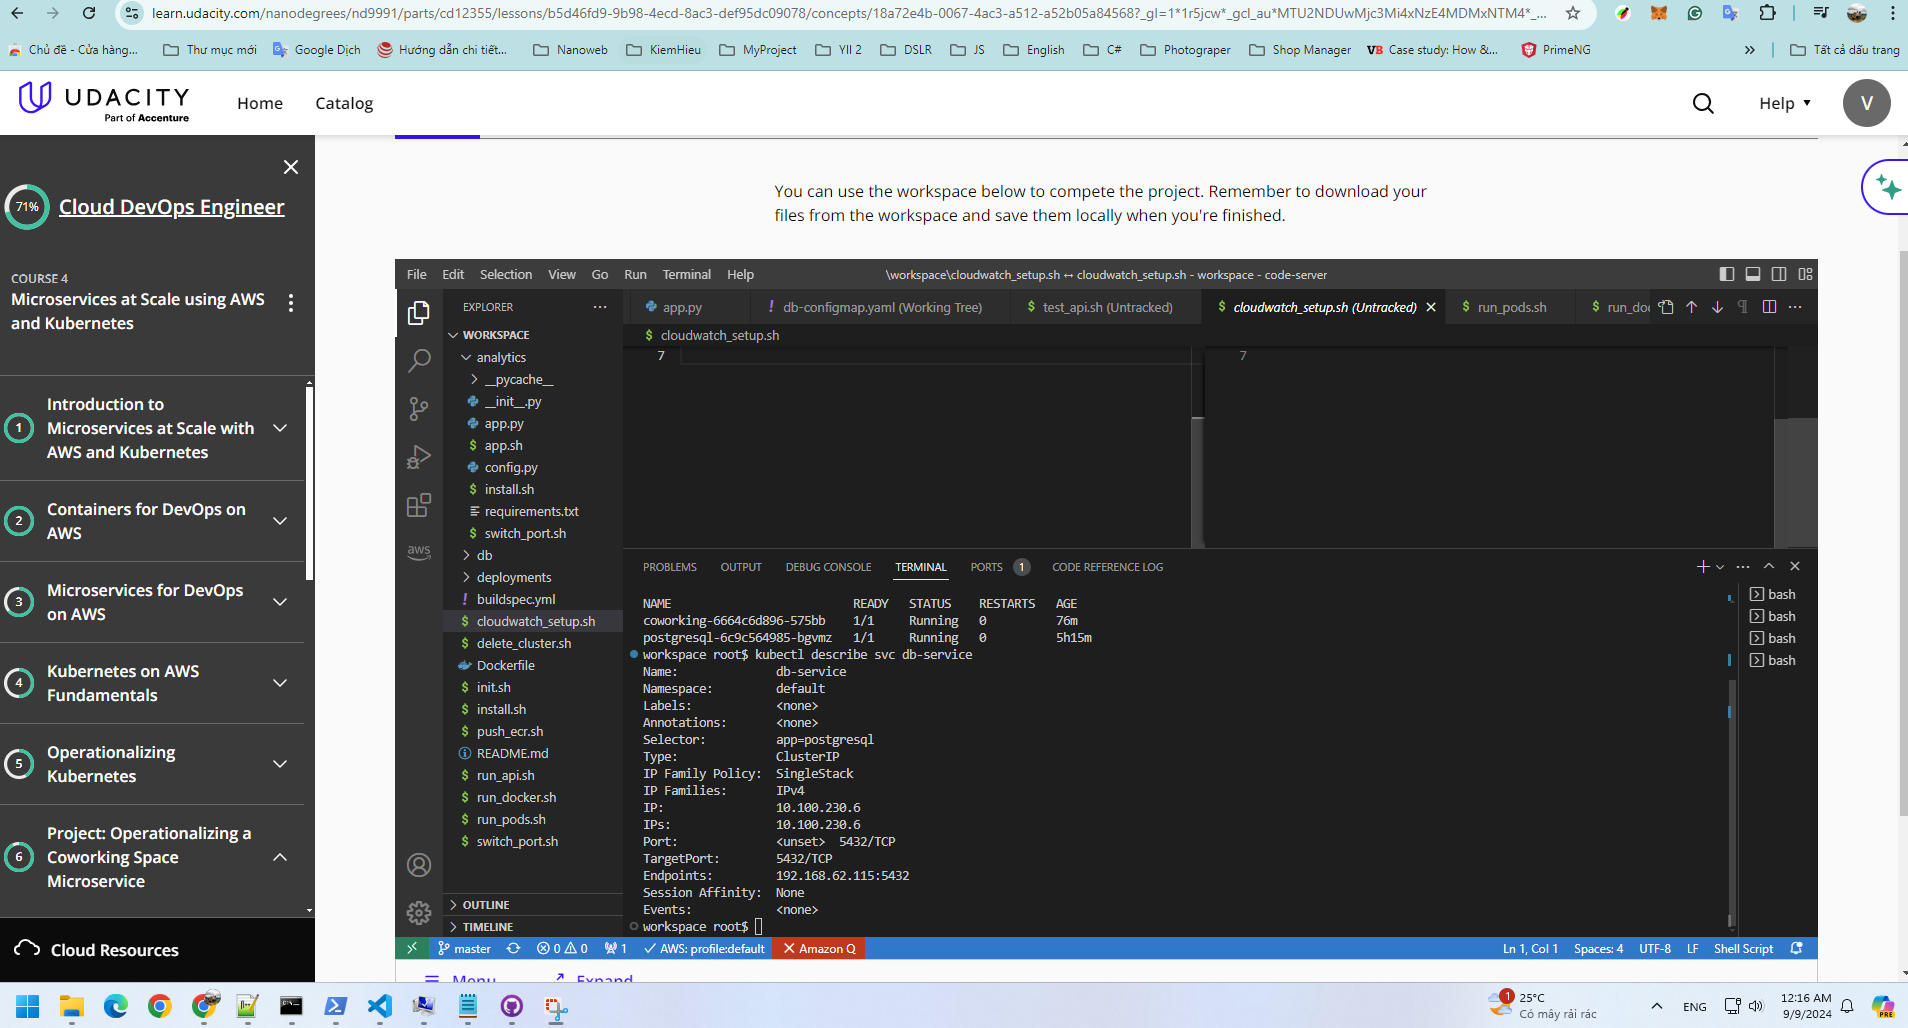 learn.udacity.com/nanodegrees/nd9991/parts/cd12355/lessons/b5d46fd9-9b98-4ecd-8ac3-def95dc09078/concepts/18a72e4b-0067-4ac3-a512-a52b05a84568?_gl=1*1r5jcw*_gcl_au*MTU2NDUwMjc3Mi4xNzE4MDMxNTM4*_...
Chủ đề - Cửa hàng... Thư mục mới Google Dịch Hướng dẫn chi tiết... Nanoweb KiemHieu MyProject YII 2 DSLR JS English C# Photograper Shop Manager VB Case study: How &... PrimeNG » Tất cả dấu trang
UDACITY
Part of Accenture
Home Catalog Help V
71% Cloud DevOps Engineer
COURSE 4
Microservices at Scale using AWS
and Kubernetes
1 Introduction to
Microservices at Scale with
AWS and Kubernetes
2 Containers for DevOps on
AWS
3 Microservices for DevOps
on AWS
4 Kubernetes on AWS
Fundamentals
5 Operationalizing
Kubernetes
6 Project: Operationalizing a
Coworking Space
Microservice
Cloud Resources
You can use the workspace below to compete the project. Remember to download your
files from the workspace and save them locally when you're finished.
File Edit Selection View Go Run Terminal Help \workspace\cloudwatch_setup.sh ↔ cloudwatch_setup.sh - workspace - code-server
EXPLORER ...
WORKSPACE
analytics
__pycache__
__init__.py
app.py
$ app.sh
config.py
$ install.sh
requirements.txt
$ switch_port.sh
db
deployments
! buildspec.yml
$ cloudwatch_setup.sh
$ delete_cluster.sh
Dockerfile
$ init.sh
$ install.sh
$ push_ecr.sh
README.md
$ run_api.sh
$ run_docker.sh
$ run_pods.sh
$ switch_port.sh
OUTLINE
TIMELINE
aws
app.py ! db-configmap.yaml (Working Tree) $ test_api.sh (Untracked) $ cloudwatch_setup.sh (Untracked) $ run_pods.sh $ run_do
$ cloudwatch_setup.sh
7 7
PROBLEMS OUTPUT DEBUG CONSOLE TERMINAL PORTS 1 CODE REFERENCE LOG
NAME READY STATUS RESTARTS AGE
coworking-6664c6d896-575bb 1/1 Running 0 76m
postgresql-6c9c564985-bgvmz 1/1 Running 0 5h15m
workspace root$ kubectl describe svc db-service
Name: db-service
Namespace: default
Labels: <none>
Annotations: <none>
Selector: app=postgresql
Type: ClusterIP
IP Family Policy: SingleStack
IP Families: IPv4
IP: 10.100.230.6
IPs: 10.100.230.6
Port: <unset> 5432/TCP
TargetPort: 5432/TCP
Endpoints: 192.168.62.115:5432
Session Affinity: None
Events: <none>
workspace root$
bash
bash
bash
bash
master 0 0 1 AWS: profile:default Amazon Q Ln 1, Col 1 Spaces: 4 UTF-8 LF Shell Script
Menu Expand
1 25°C
Có mây rải rác
ENG
12:16 AM
9/9/2024
PRE